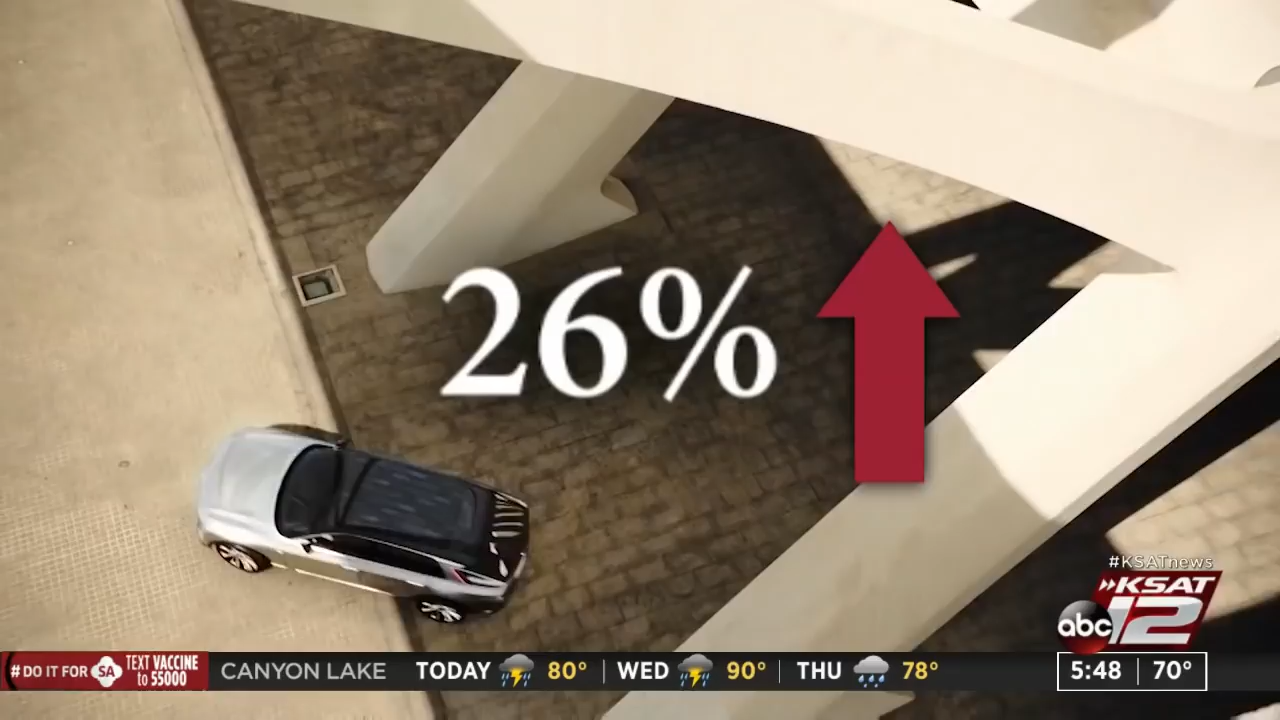 26%
#KSATnews
KSAT
abc 12
#DO IT FOR SA TEXT VACCINE to 55000
CANYON LAKE TODAY 80° WED 90° THU 78°
5:48 70°